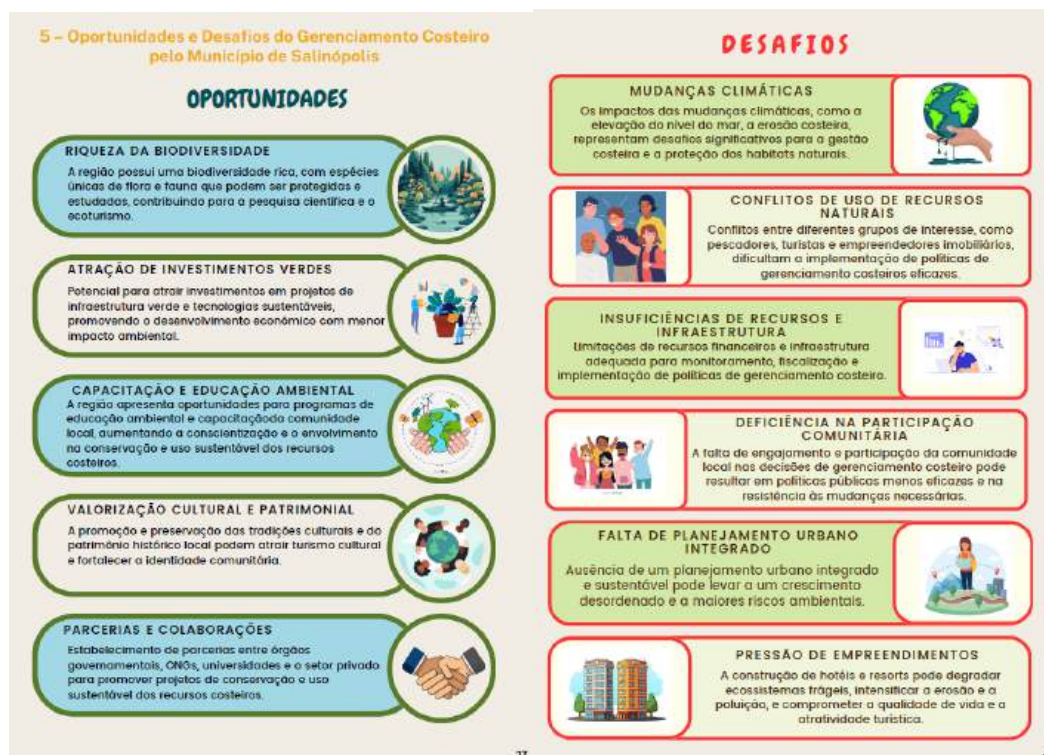 5 – Oportunidades e Desafios do Gerenciamento Costeiro
pelo Município de Salinópolis
OPORTUNIDADES
RIQUEZA DA BIODIVERSIDADE
A região possui uma biodiversidade rica, com espécies
únicas de flora e fauna que podem ser protegidas e
estudadas, contribuindo para a pesquisa científica e o
ecoturismo.
ATRAÇÃO DE INVESTIMENTOS VERDES
Potencial para atrair investimentos em projetos de
infraestrutura verde e tecnologias sustentáveis,
promovendo o desenvolvimento econômico com menor
impacto ambiental.
CAPACITAÇÃO E EDUCAÇÃO AMBIENTAL
A região apresenta oportunidades para programas de
educação ambiental e capacitaçãoda comunidade
local, aumentando a conscientização e o envolvimento
na conservação e uso sustentável dos recursos
costeiros.
VALORIZAÇÃO CULTURAL E PATRIMONIAL
A promoção e preservação das tradições culturais e do
patrimônio histórico local podem atrair turismo cultural
e fortalecer a identidade comunitária.
PARCERIAS E COLABORAÇÕES
Estabelecimento de parcerias entre órgãos
governamentais, ONGs, universidades e o setor privado
para promover projetos de conservação e uso
sustentável dos recursos costeiros.
DESAFIOS
MUDANÇAS CLIMÁTICAS
Os impactos das mudanças climáticas, como a
elevação do nível do mar, a erosão costeira,
representam desafios significativos para a gestão
costeira e a proteção dos habitats naturais.
CONFLITOS DE USO DE RECURSOS
NATURAIS
Conflitos entre diferentes grupos de interesse, como
pescadores, turistas e empreendedores imobiliários,
dificultam a implementação de políticas de
gerenciamento costeiros eficazes.
INSUFICIÊNCIAS DE RECURSOS E
INFRAESTRUTURA
Limitações de recursos financeiros e infraestrutura
adequada para monitoramento, fiscalização e
implementação de políticas de gerenciamento costeiro.
DEFICIÊNCIA NA PARTICIPAÇÃO
COMUNITÁRIA
A falta de engajamento e participação da comunidade
local nas decisões de gerenciamento costeiro pode
resultar em políticas públicas menos eficazes e na
resistência às mudanças necessárias.
FALTA DE PLANEJAMENTO URBANO
INTEGRADO
Ausência de um planejamento urbano integrado
e sustentável pode levar a um crescimento
desordenado e a maiores riscos ambientais.
PRESSÃO DE EMPREENDIMENTOS
A construção de hotéis e resorts pode degradar
ecossistemas frágeis, intensificar a erosão e a
poluição, e comprometer a qualidade de vida e a
atratividade turística.